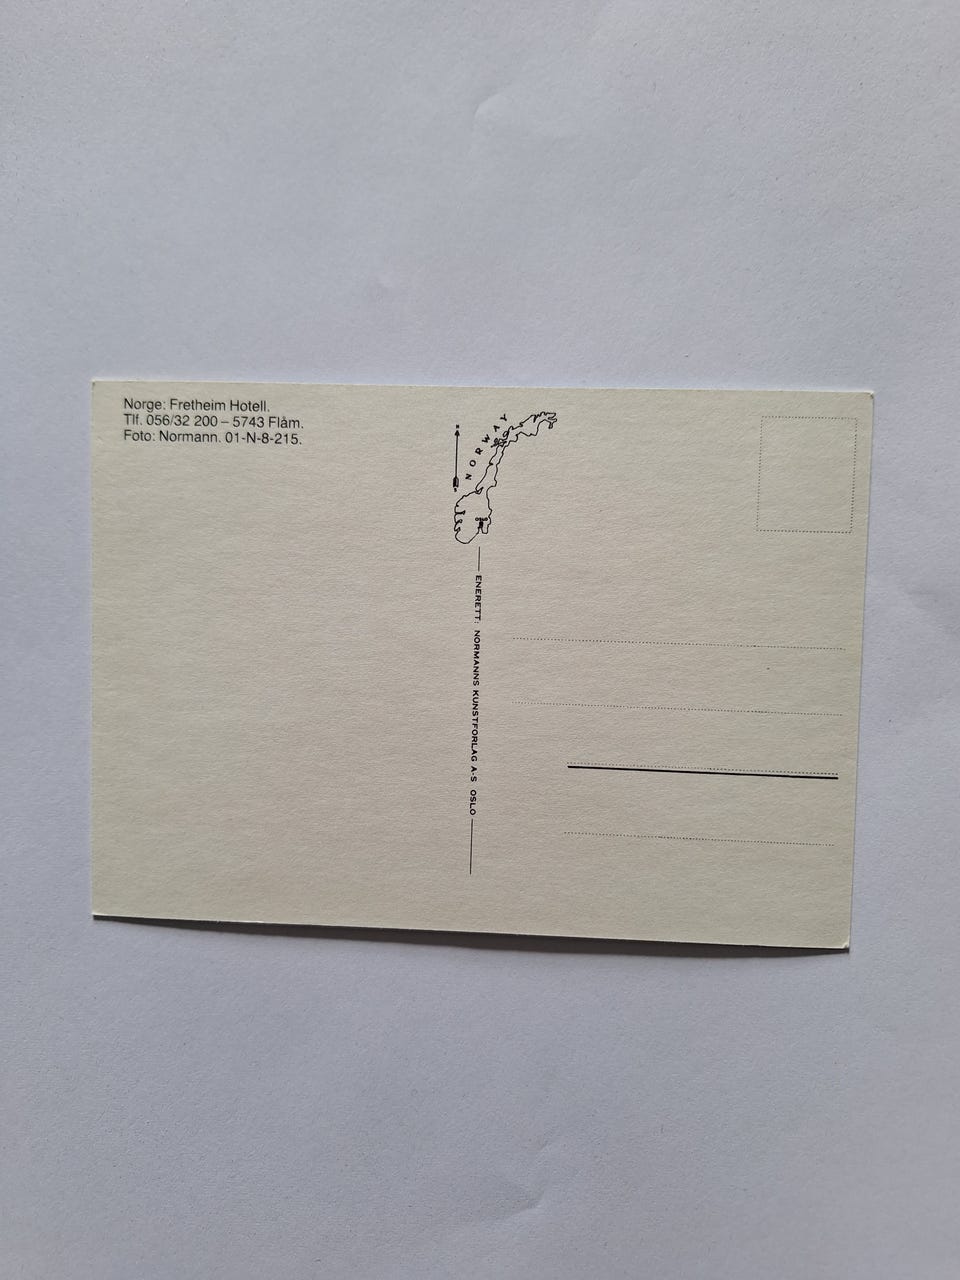 Norge: Fretheim Hotell.
Tlf. 056/32 200 – 5743 Flåm.
Foto: Normann. 01-N-8-215.
NORWAY
ENERETT: NORMANNS KUNSTFORLAG A-S OSLO